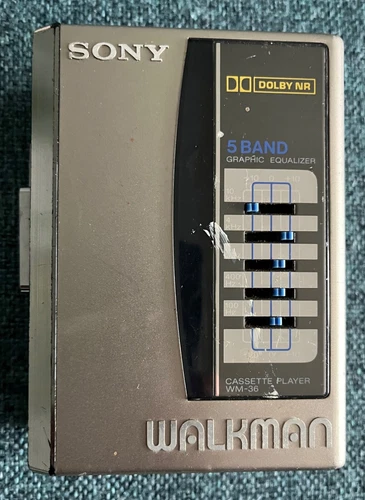 SONY
DOLBY NR
5 BAND
GRAPHIC EQUALIZER
CASSETTE PLAYER
WM-36
WALKMAN